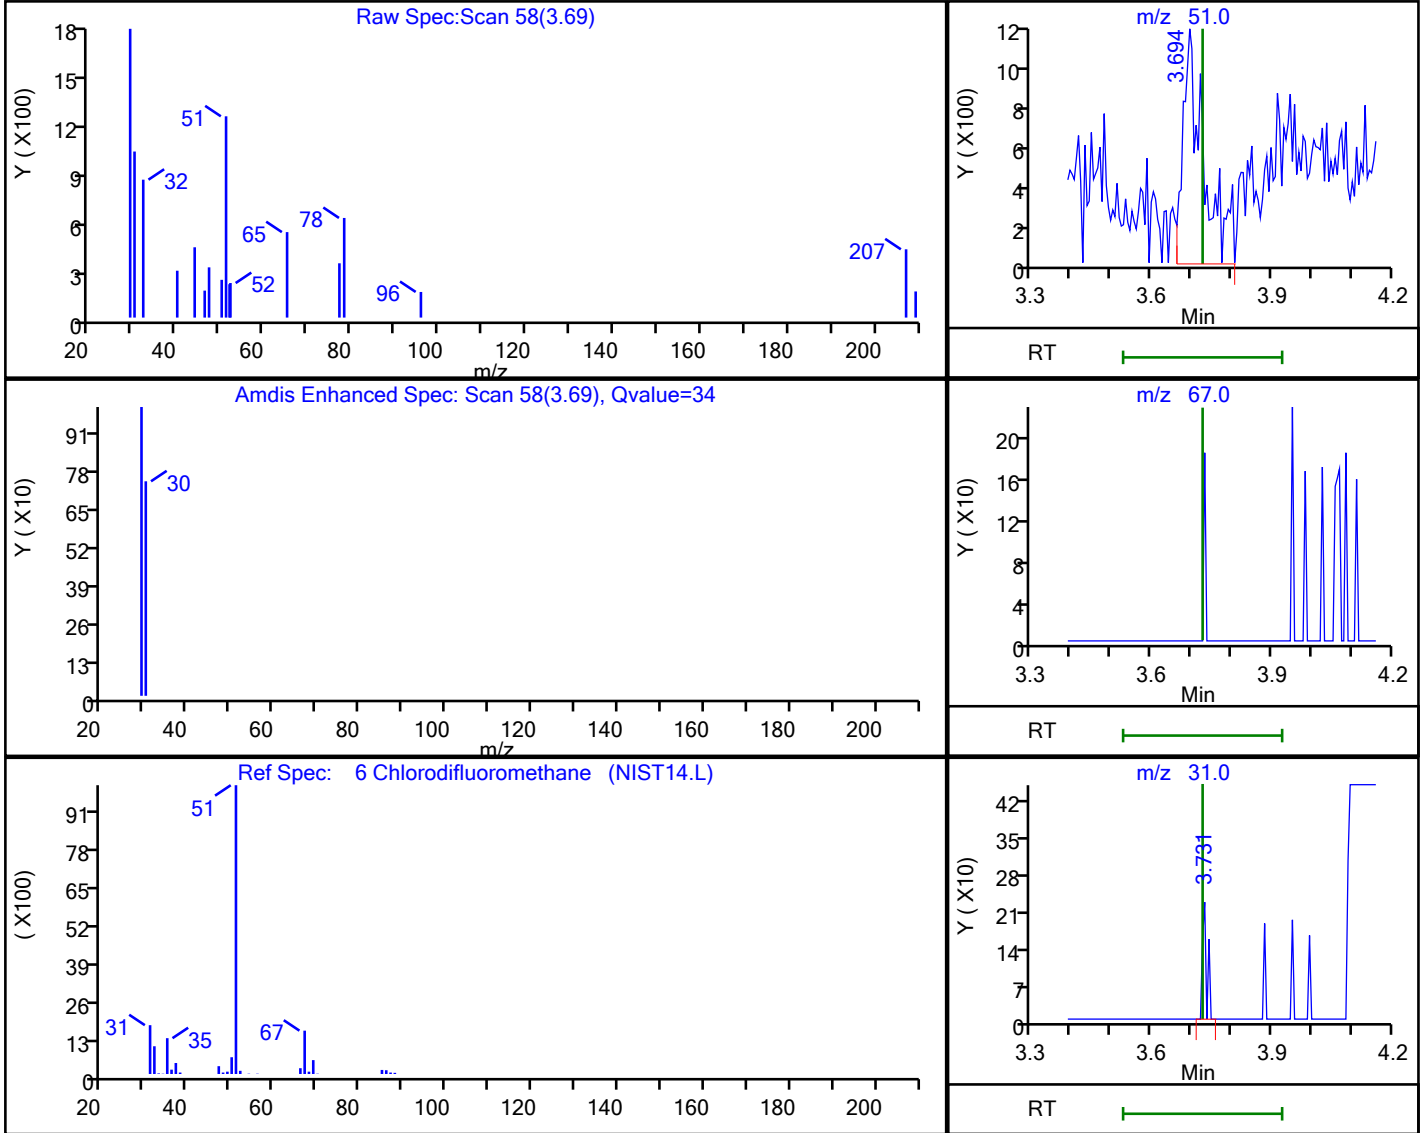 Raw Spec:Scan 58(3.69)
Y ( X100)
18
15
12
9
6
3
0
51
32
52
65
78
96
207
20 40 60 80 100 120 140 160 180 200
m/z
m/z 51.0
Y ( X100)
12
10
8
6
4
2
0
3.694
3.3 3.6 3.9 4.2
Min
RT
Amdis Enhanced Spec: Scan 58(3.69), Qvalue=34
Y ( X10)
91
78
65
52
39
26
13
0
30
20 40 60 80 100 120 140 160 180 200
m/z
m/z 67.0
Y ( X10)
20
16
12
8
4
0
3.3 3.6 3.9 4.2
Min
RT
Ref Spec: 6 Chlorodifluoromethane (NIST14.L)
( X100)
91
78
65
52
39
26
13
0
51
31
35
67
20 40 60 80 100 120 140 160 180 200
m/z 31.0
Y ( X10)
42
35
28
21
14
7
0
3.731
3.3 3.6 3.9 4.2
Min
RT